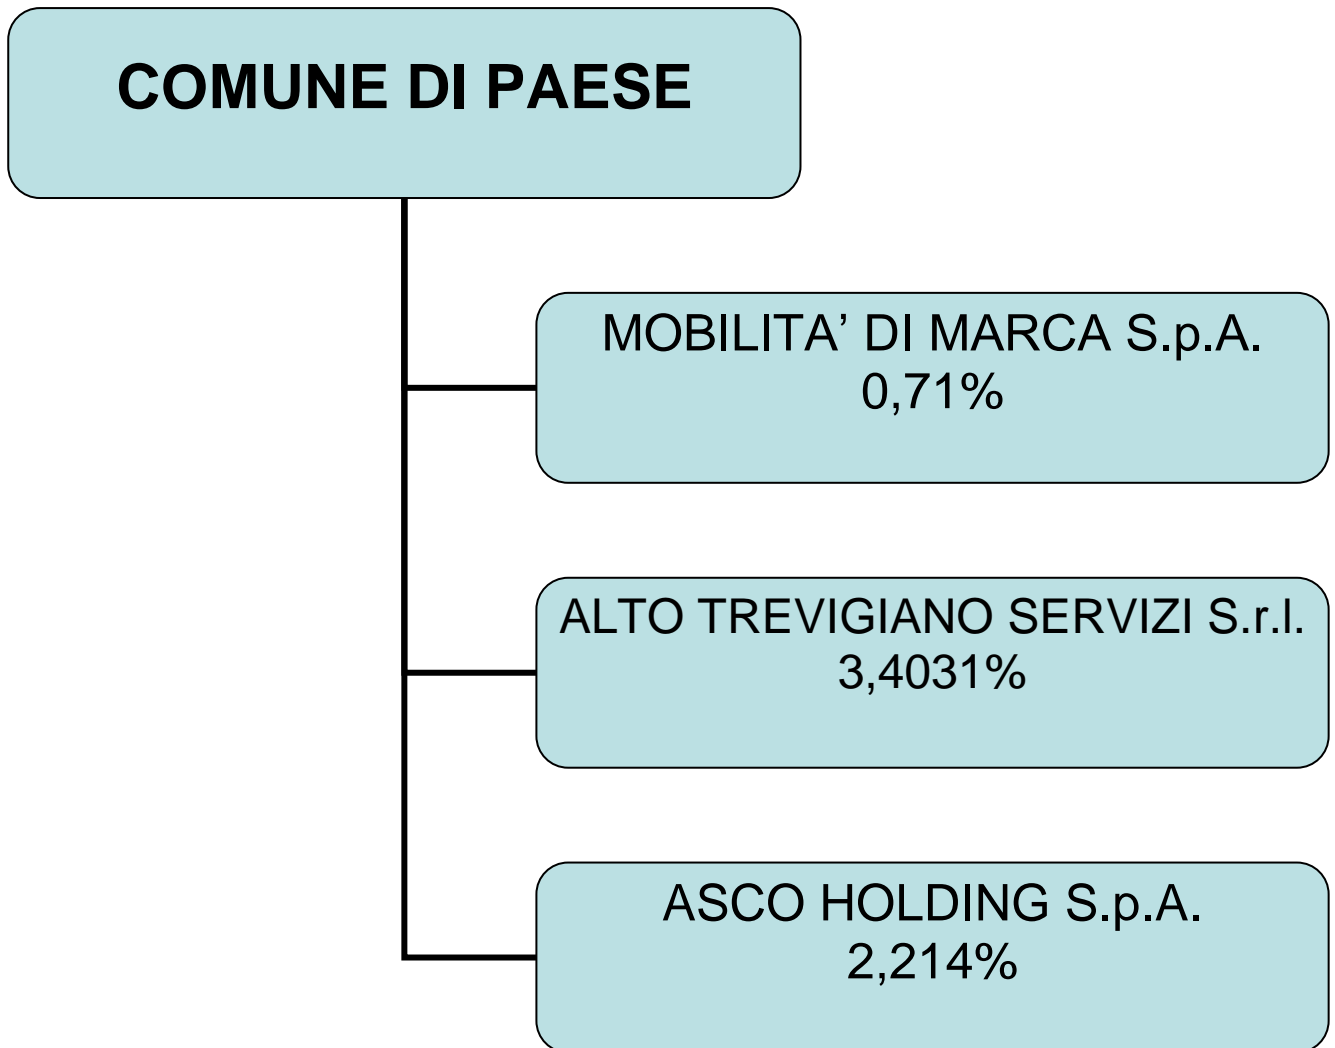 COMUNE DI PAESE
MOBILITA’ DI MARCA S.p.A.
0,71%
ALTO TREVIGIANO SERVIZI S.r.l.
3,4031%
ASCO HOLDING S.p.A.
2,214%